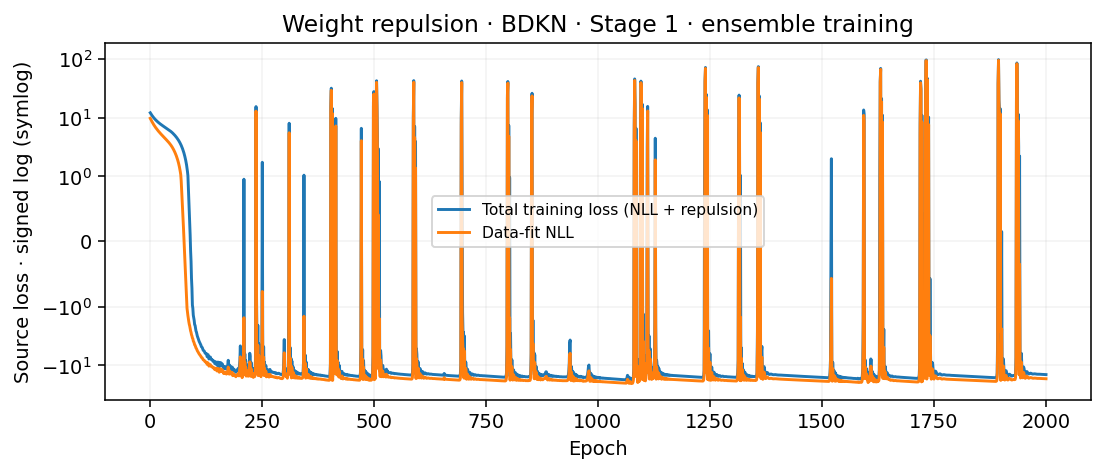 Weight repulsion · BDKN · Stage 1 · ensemble training
Source loss · signed log (symlog)
10²
10¹
10⁰
0
−10⁰
−10¹
Total training loss (NLL + repulsion)
Data-fit NLL
0 250 500 750 1000 1250 1500 1750 2000
Epoch